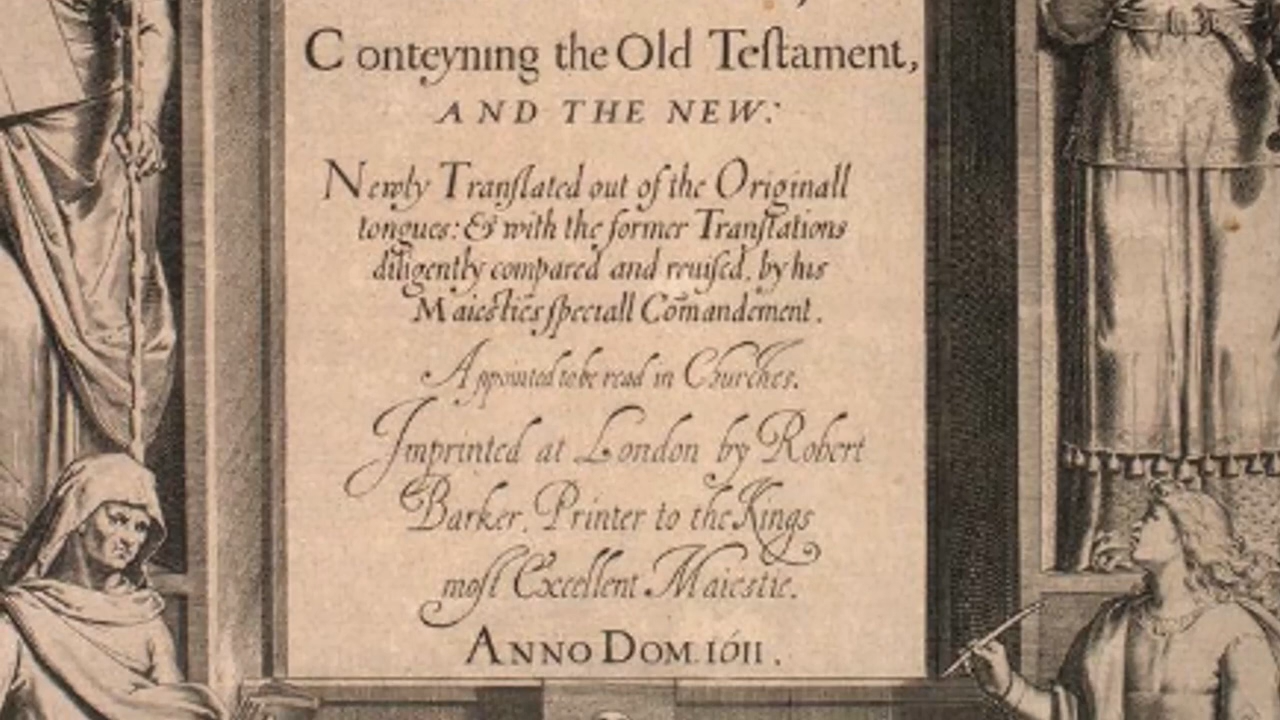 Conteyning the Old Teſtament,
AND THE NEW:
Newly Tranſlated out of the Originall
tongues: & with the former Tranſlations
diligently compared and reuiſed, by his
Maieſties ſpeciall Comandement.
Appointed to be read in Churches.
Imprinted at London by Robert
Barker, Printer to the Kings
moſt Excellent Maieſtie.
ANNO DOM. 1611.